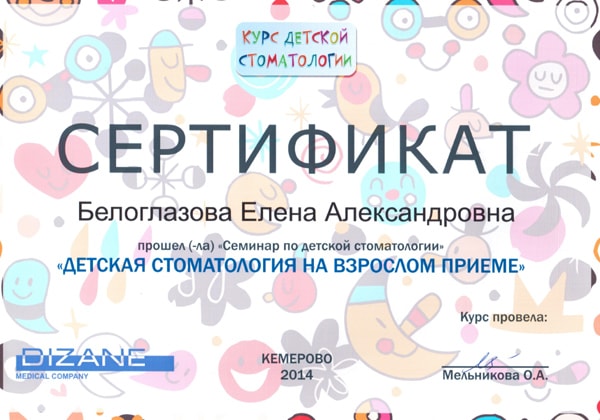 КУРС ДЕТСКОЙ
СТОМАТОЛОГИИ
СЕРТИФИКАТ
Белоглазова Елена Александровна
прошел (-ла) «Семинар по детской стоматологии»
«ДЕТСКАЯ СТОМАТОЛОГИЯ НА ВЗРОСЛОМ ПРИЕМЕ»
Курс провела:
DIZANE
MEDICAL COMPANY
КЕМЕРОВО
2014
Мельникова О.А.